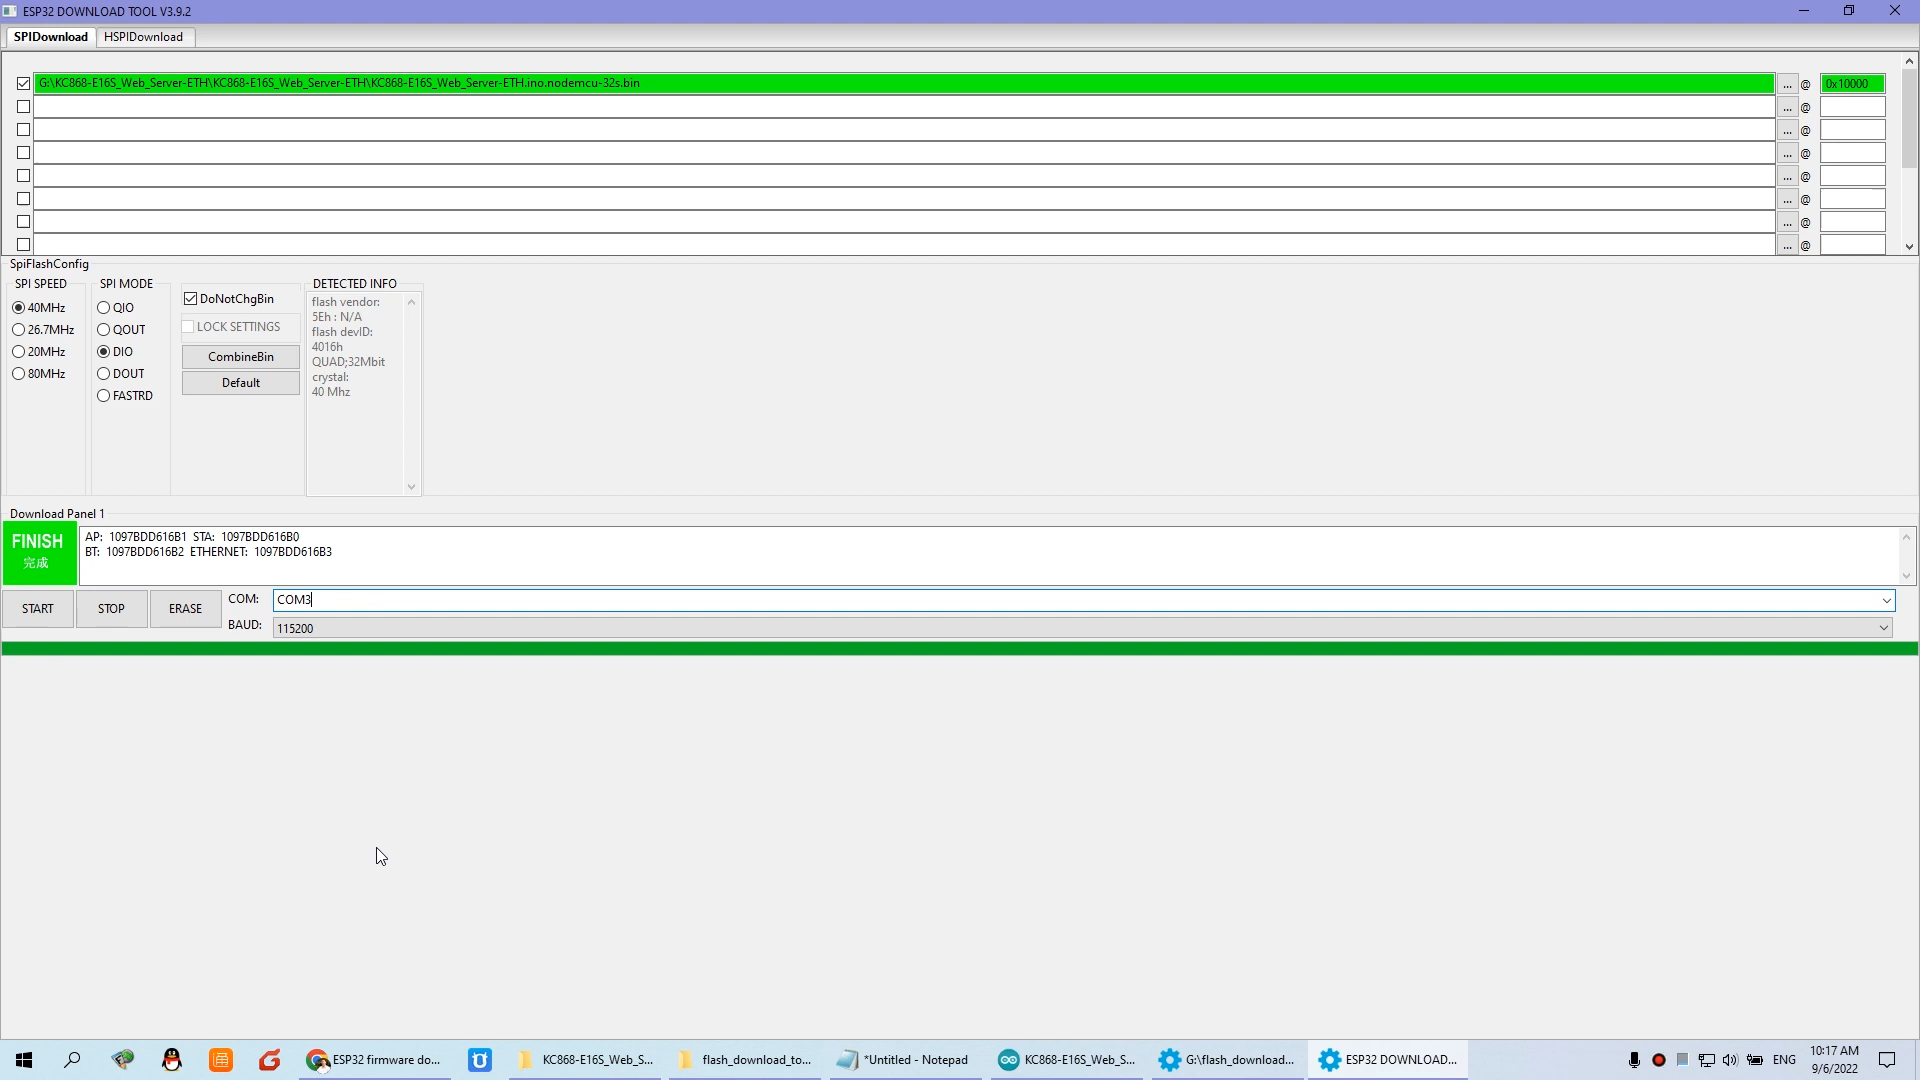 ESP32 DOWNLOAD TOOL V3.9.2
SPIDownload HSPIDownload
G:\KC868-E16S_Web_Server-ETH\KC868-E16S_Web_Server-ETH\KC868-E16S_Web_Server-ETH.ino.nodemcu-32s.bin ... @ 0x10000
... @
... @
... @
... @
... @
... @
... @
SpiFlashConfig
SPI SPEED
40MHz
26.7MHz
20MHz
80MHz
SPI MODE
QIO
QOUT
DIO
DOUT
FASTRD
DoNotChgBin
LOCK SETTINGS
CombineBin
Default
DETECTED INFO
flash vendor:
5Eh : N/A
flash devID:
4016h
QUAD;32Mbit
crystal:
40 Mhz
Download Panel 1
FINISH
完成
AP: 1097BDD616B1 STA: 1097BDD616B0
BT: 1097BDD616B2 ETHERNET: 1097BDD616B3
START STOP ERASE
COM: COM3
BAUD: 115200
ESP32 firmware do... KC868-E16S_Web_S... flash_download_to... *Untitled - Notepad KC868-E16S_Web_S... G:\flash_download... ESP32 DOWNLOAD... ENG
10:17 AM
9/6/2022